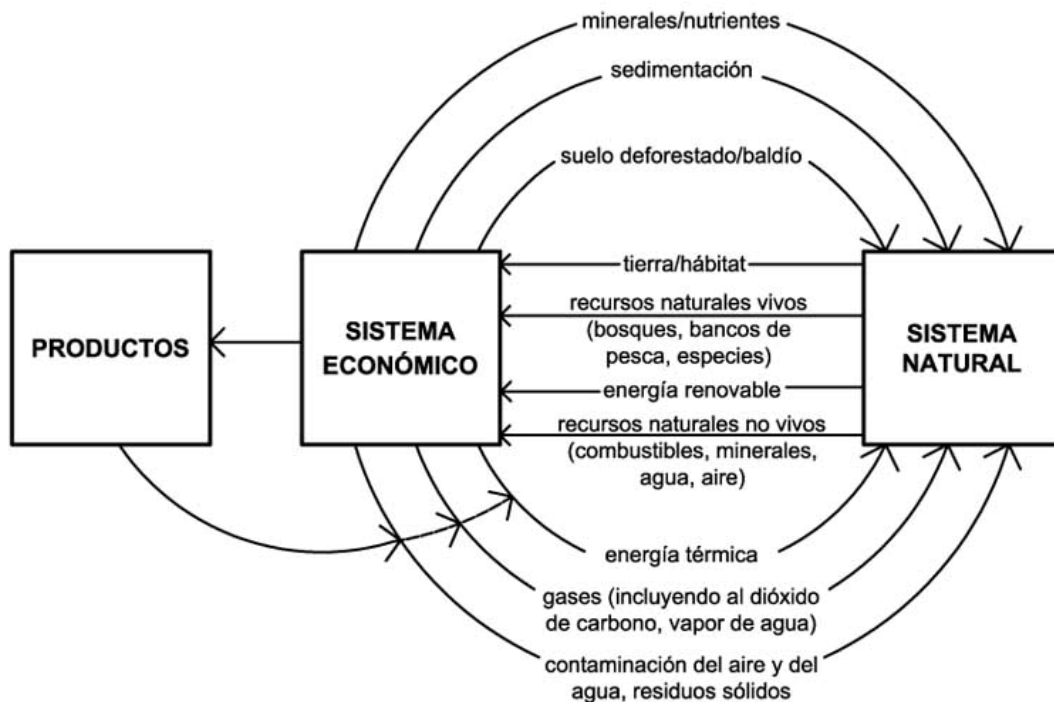 minerales/nutrientes
sedimentación
suelo deforestado/baldío
tierra/hábitat
recursos naturales vivos
(bosques, bancos de
pesca, especies)
energía renovable
recursos naturales no vivos
(combustibles, minerales,
agua, aire)
PRODUCTOS
SISTEMA
ECONÓMICO
SISTEMA
NATURAL
energía térmica
gases (incluyendo al dióxido
de carbono, vapor de agua)
contaminación del aire y del
agua, residuos sólidos